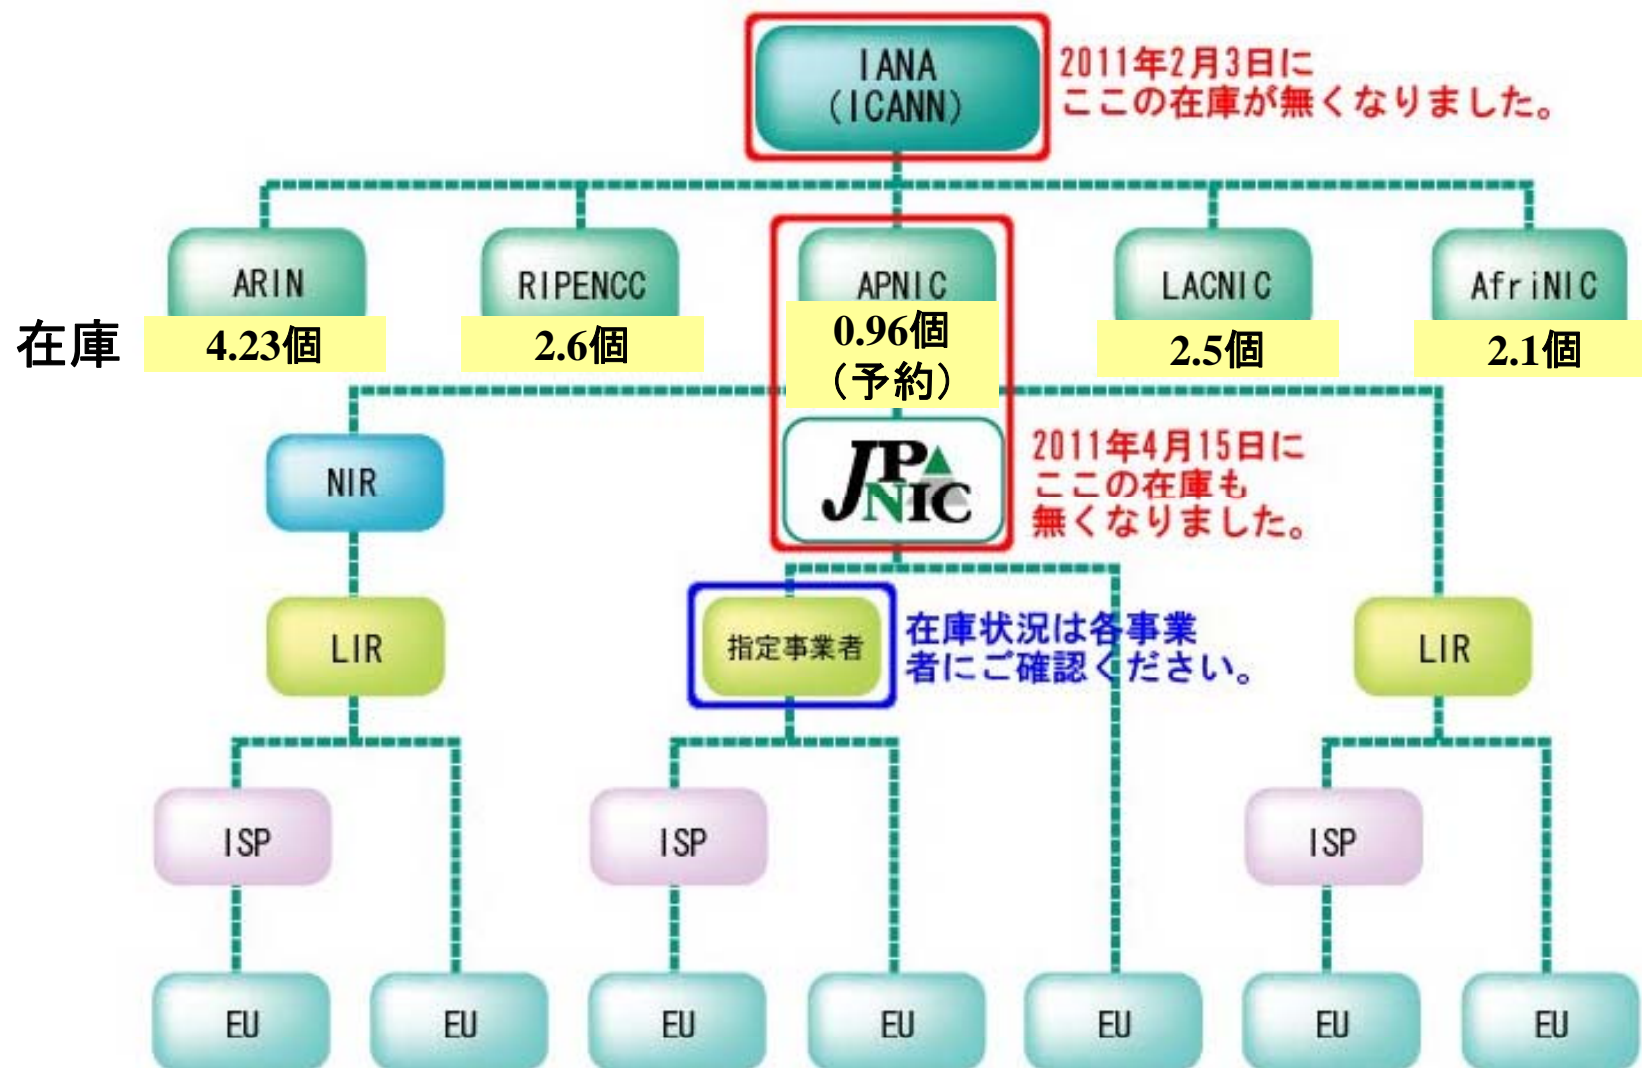 IANA
(ICANN)
2011年2月3日に
ここの在庫が無くなりました。
ARIN
RIPENCC
APNIC
LACNIC
AfriNIC
在庫
4.23個
2.6個
0.96個
(予約)
2.5個
2.1個
NIR
JPNIC
2011年4月15日に
ここの在庫も
無くなりました。
LIR
指定事業者
在庫状況は各事業
者にご確認ください。
LIR
ISP
ISP
ISP
EU
EU
EU
EU
EU
EU
EU